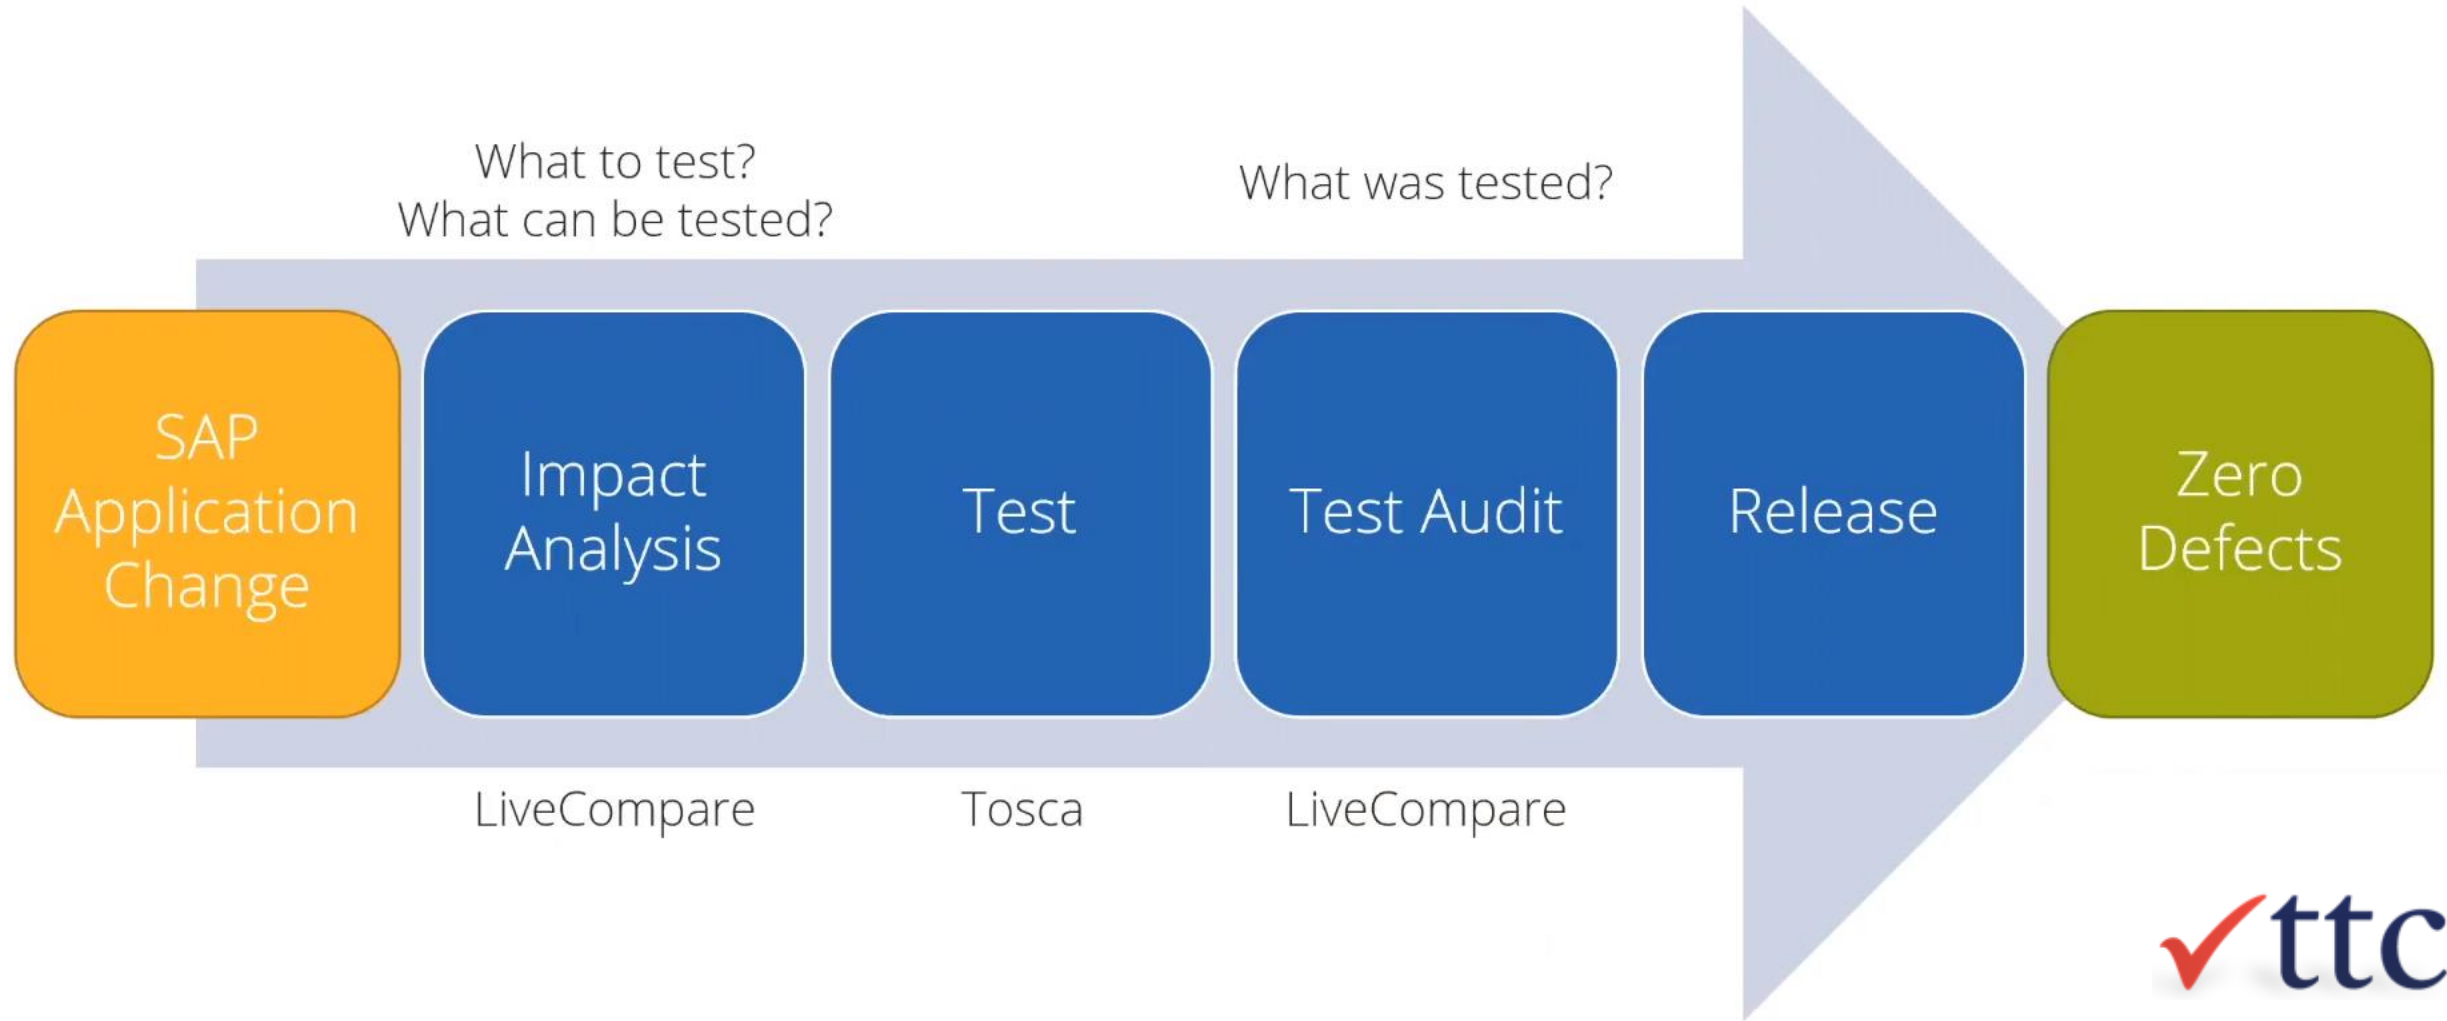 What to test?
What can be tested?
What was tested?
SAP
Application
Change
Impact
Analysis
Test
Test Audit
Release
Zero
Defects
LiveCompare
Tosca
LiveCompare
ttc